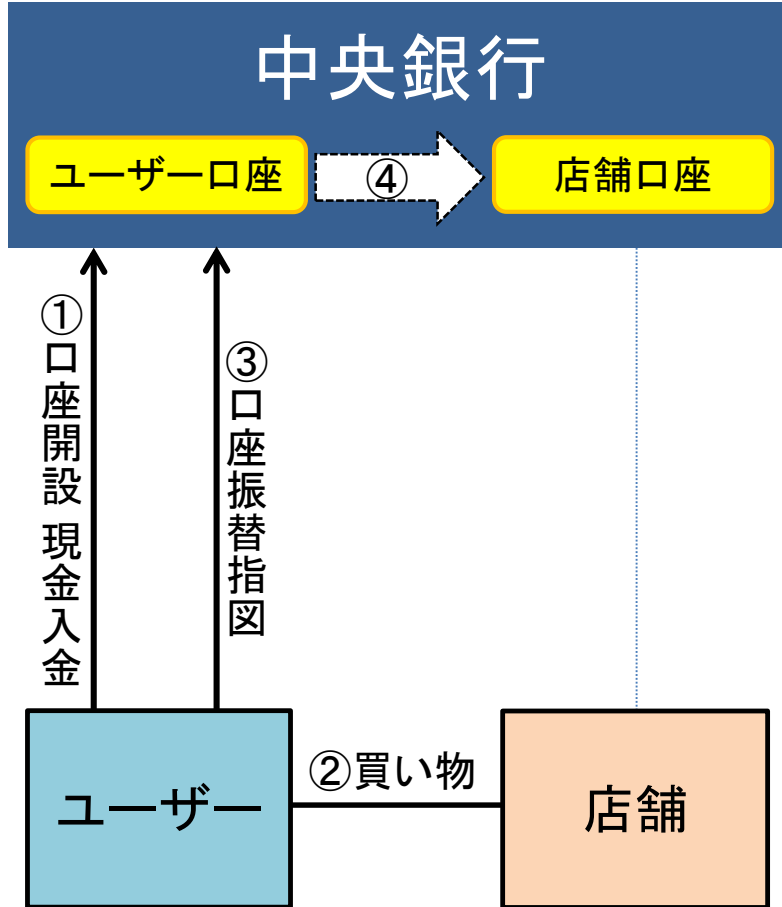 中央銀行
ユーザー口座
④
店舗口座
①口座開設 現金入金
③口座振替指図
②買い物
ユーザー
店舗